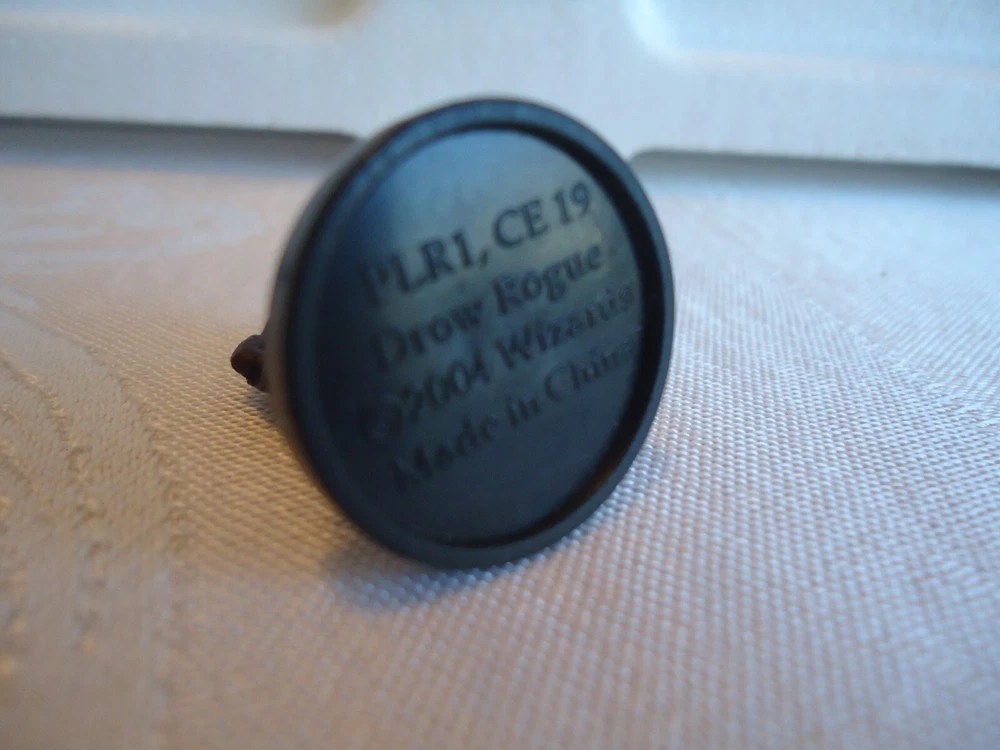 PLR1, CE 19
Drow Rogue
©2004 Wizards
Made in China